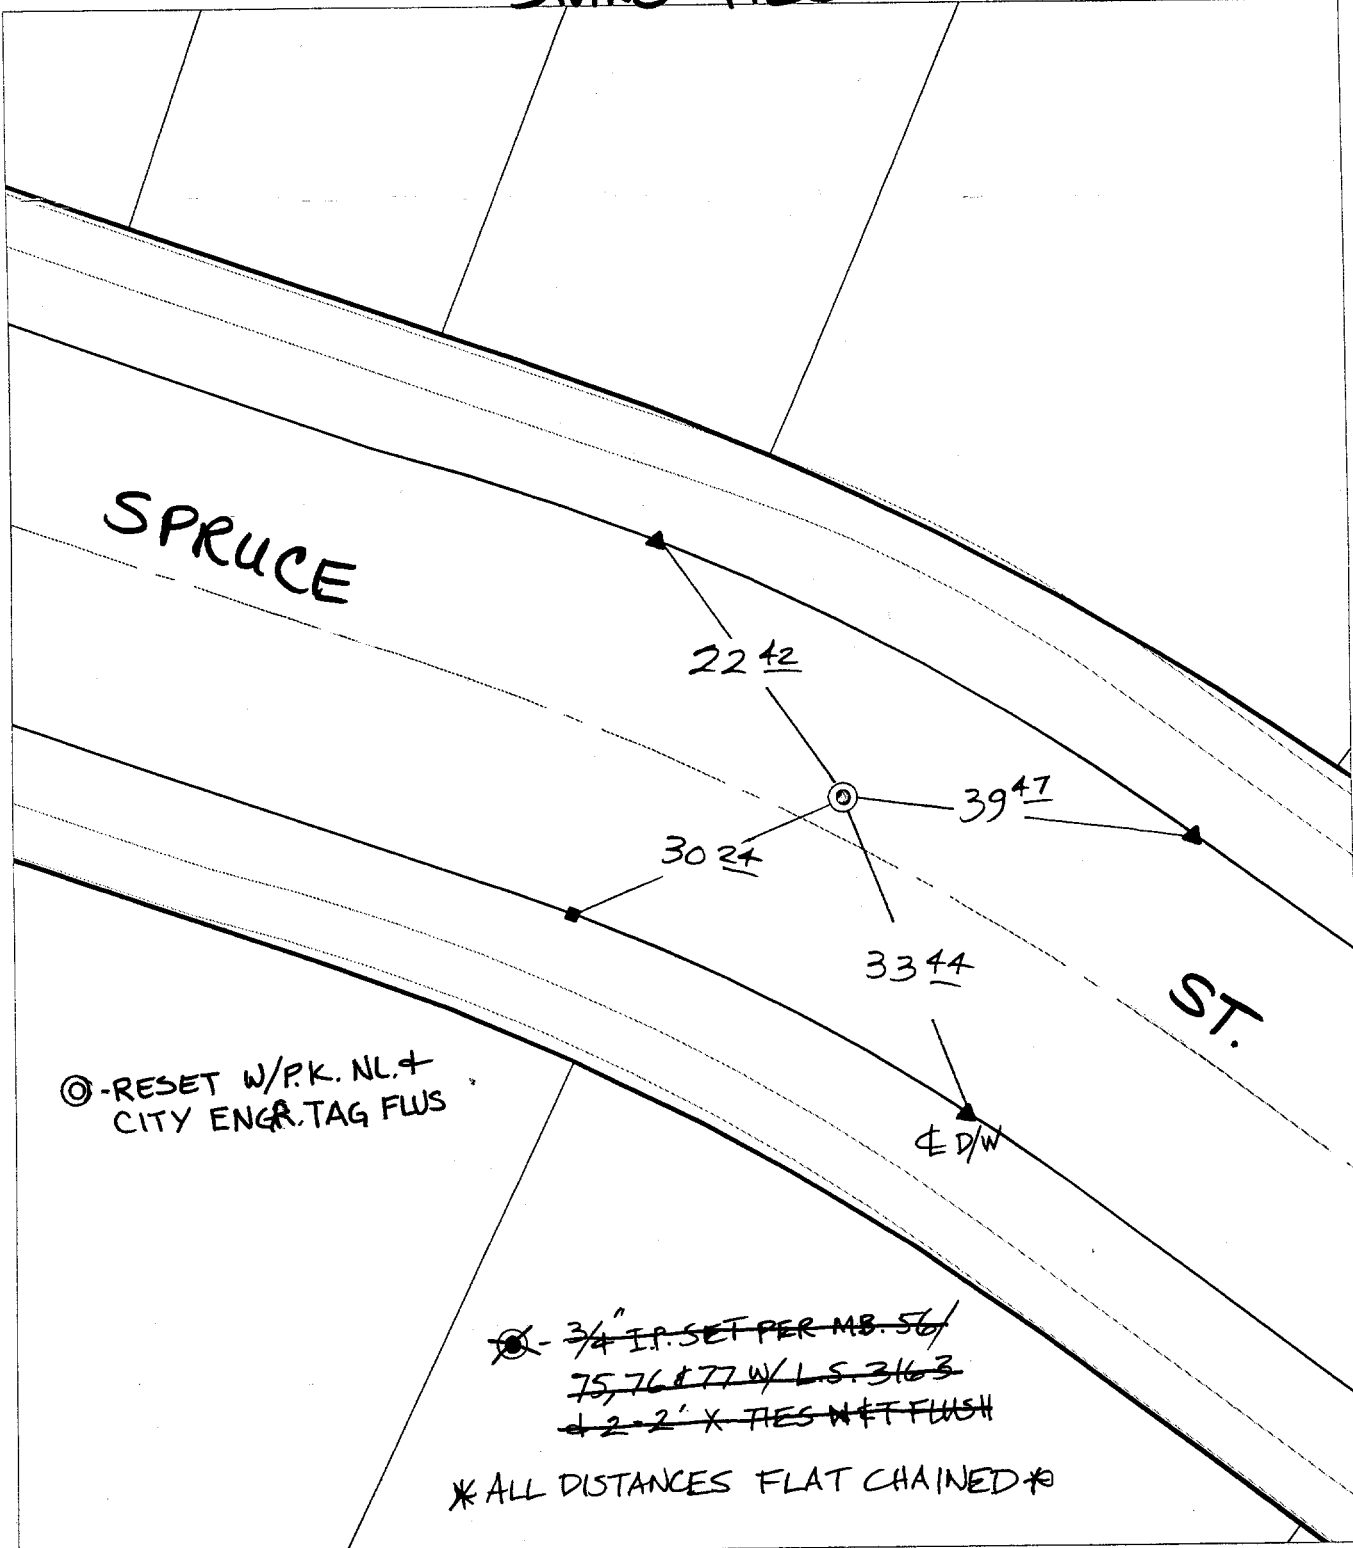 SPRUCE
22 42
39 47
30 24
33 44
ST.
℄ D/W
◎-RESET W/P.K. NL.&
CITY ENGR. TAG FLUS
- 3/4" I.P. SET PER M.B. 56/
75, 76 & 77 W/ L.S. 3163
& 2-2' X-TIES N&T FLUSH
* ALL DISTANCES FLAT CHAINED *